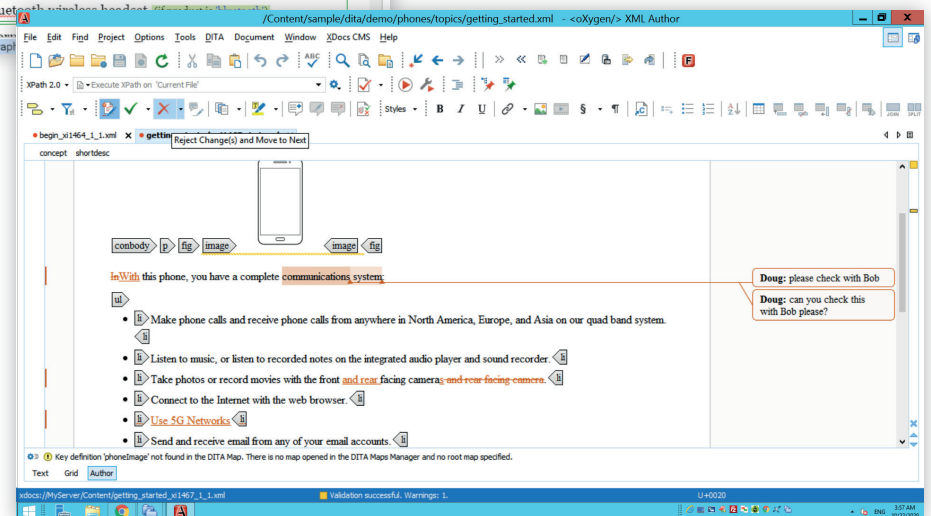 uetooth wireless headset
/Content/sample/dita/demo/phones/topics/getting_started.xml - <oXygen/> XML Author
File Edit Find Project Options Tools DITA Document Window XDocs CMS Help
XPath 2.0 Execute XPath on 'Current File'
Styles B I U § ¶ JOIN SPLIT
begin_xi1464_1_1.xml
Reject Change(s) and Move to Next
concept shortdesc
conbody p fig image image fig
InWith this phone, you have a complete communications system:
Doug: please check with Bob
ul
Doug: can you check this
with Bob please?
li Make phone calls and receive phone calls from anywhere in North America, Europe, and Asia on our quad band system.
li
li Listen to music, or listen to recorded notes on the integrated audio player and sound recorder. li
li Take photos or record movies with the front and rear facing cameras and rear facing camera. li
li Connect to the Internet with the web browser. li
li Use 5G Networks li
li Send and receive email from any of your email accounts. li
Key definition 'phoneImage' not found in the DITA Map. There is no map opened in the DITA Maps Manager and no root map specified.
Text Grid Author
xdocs://MyServer/Content/getting_started_xi1467_1_1.xml Validation successful. Warnings: 1. U+0020
ENG 3:57 AM
10/22/2020